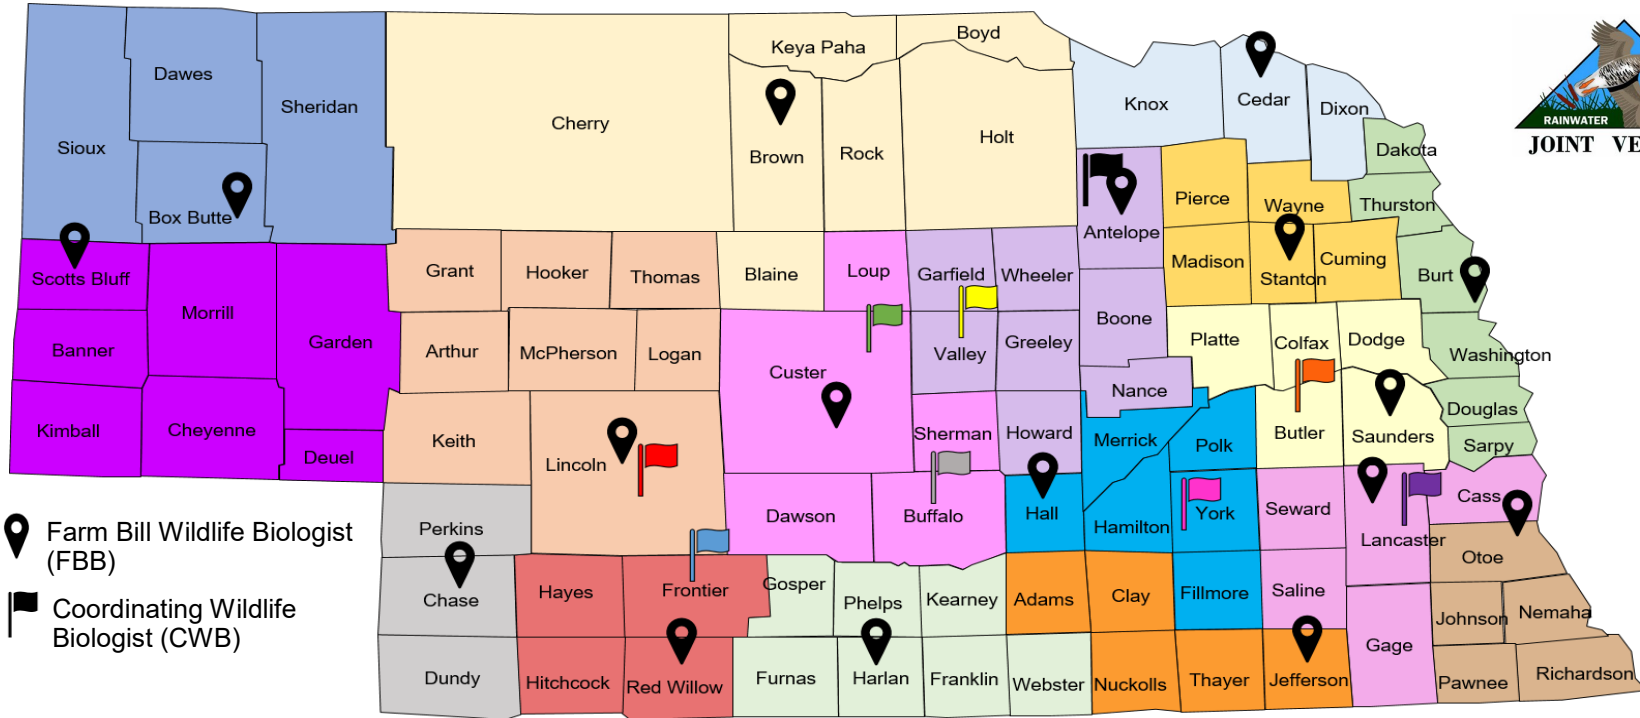 Boyd
Keya Paha
Dawes
Cedar
Knox
Dixon
Sheridan
RAINWATER
Cherry
Holt
JOINT VE
Sioux
Brown
Rock
Dakota
Pierce
Wayne
Thurston
Box Butte
Antelope
Madison
Cuming
Scotts Bluff
Grant
Hooker
Thomas
Blaine
Loup
Garfield
Wheeler
Stanton
Burt
Morrill
Boone
Garden
Platte
Colfax
Dodge
Banner
Arthur
McPherson
Logan
Valley
Greeley
Washington
Custer
Nance
Douglas
Kimball
Cheyenne
Keith
Sherman
Howard
Merrick
Polk
Butler
Saunders
Sarpy
Deuel
Lincoln
Cass
Dawson
Buffalo
Hall
Hamilton
York
Seward
Perkins
Lancaster
Otoe
Farm Bill Wildlife Biologist
(FBB)
Chase
Hayes
Frontier
Gosper
Phelps
Kearney
Adams
Clay
Fillmore
Saline
Johnson
Nemaha
Coordinating Wildlife
Biologist (CWB)
Dundy
Hitchcock
Red Willow
Furnas
Harlan
Franklin
Webster
Nuckolls
Thayer
Jefferson
Gage
Pawnee
Richardson